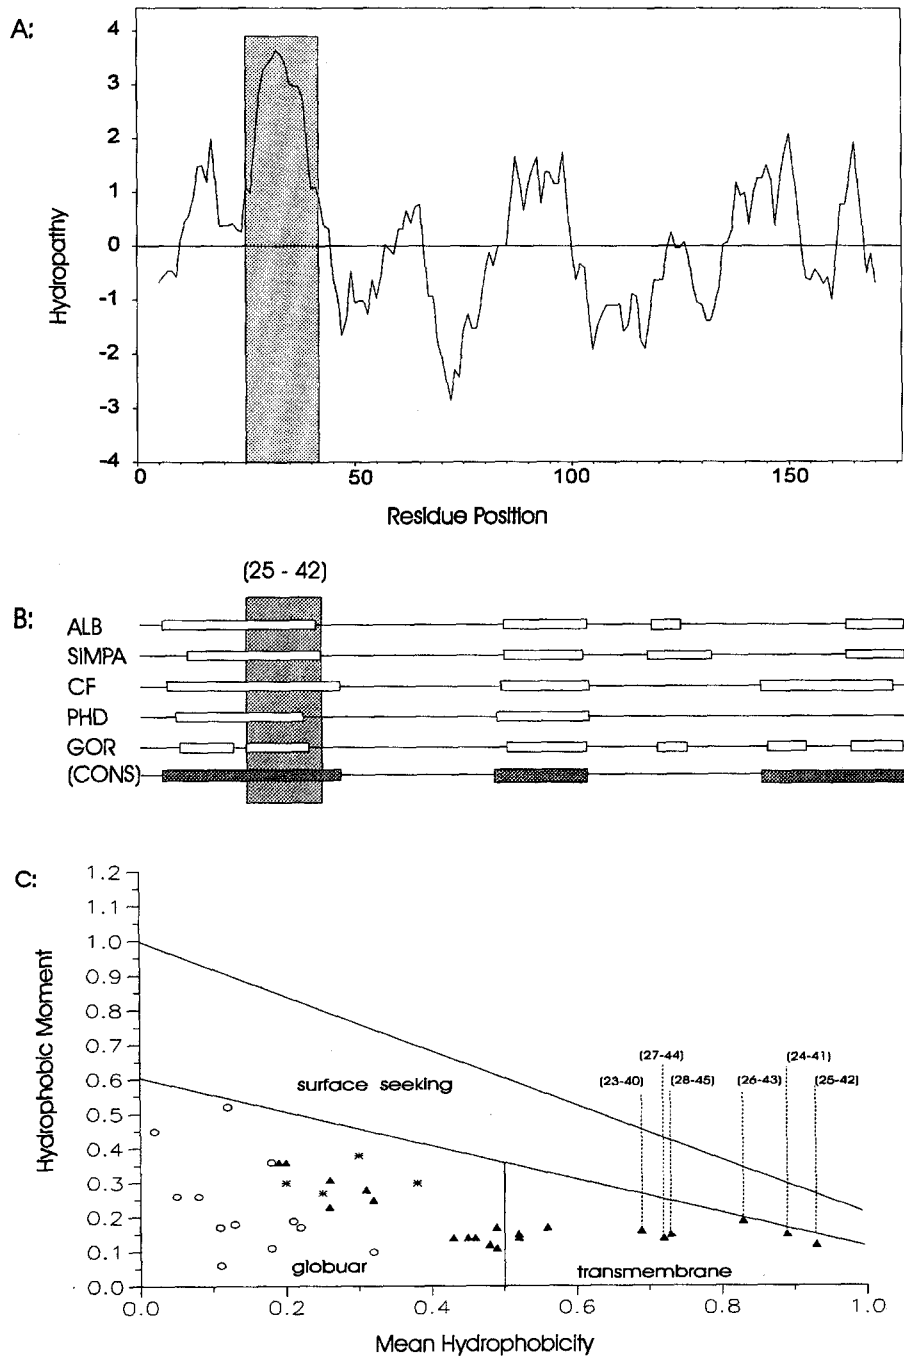 A:
4
3
2
1
0
-1
-2
-3
-4
Hydropathy
0
50
100
150
Residue Position
(25 - 42)
B:
ALB
SIMPA
CF
PHD
GOR
(CONS)
C:
1.2
1.1
1.0
0.9
0.8
0.7
0.6
0.5
0.4
0.3
0.2
0.1
0.0
Hydrophobic Moment
surface seeking
(27-44)
(24-41)
(23-40)
(28-45)
(26-43)
(25-42)
globuar
transmembrane
0.0
0.2
0.4
0.6
0.8
1.0
Mean Hydrophobicity